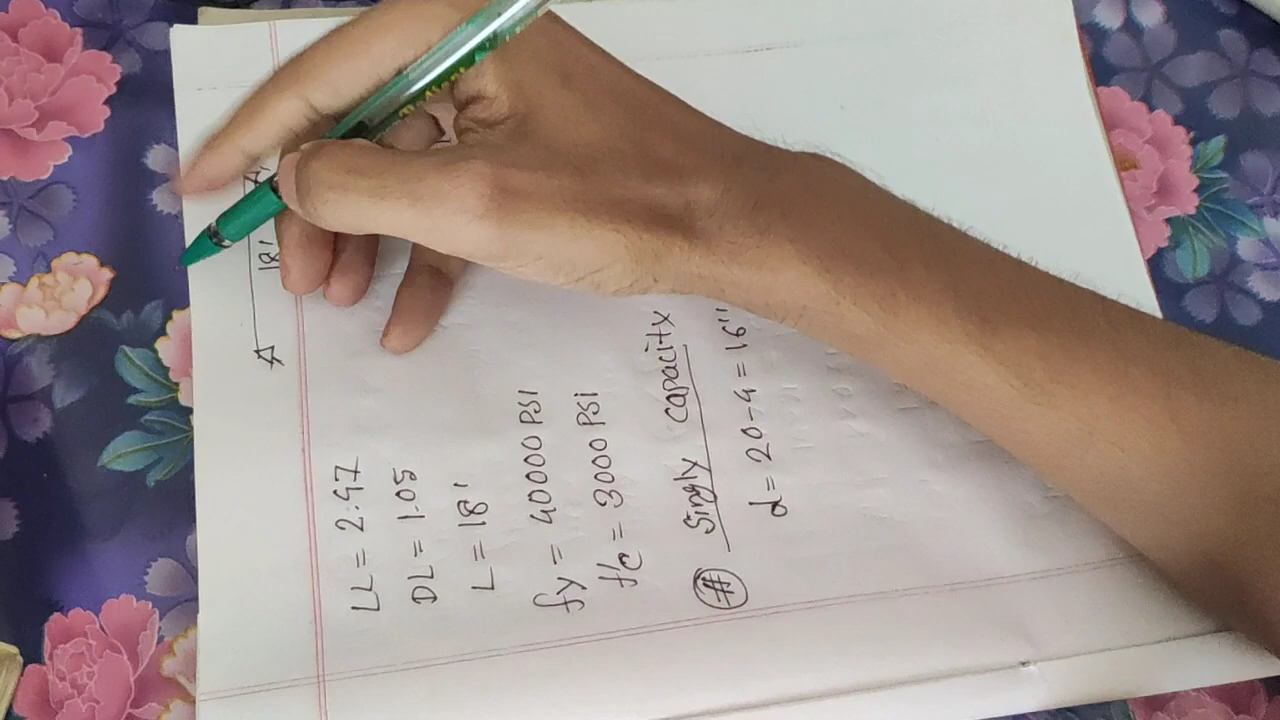 18'
LL = 2.47
DL = 1.05
L = 18'
fy = 40000 PSI
f'c = 3000 PSI
# Singly capacity
d = 20-4 = 16"